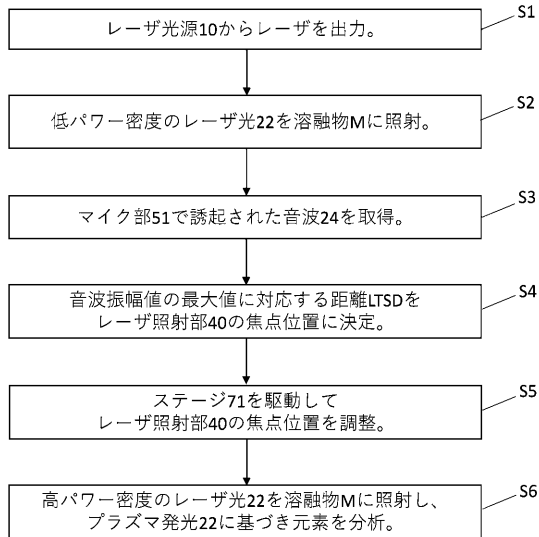 S1
レーザ光源10からレーザを出力。
S2
低パワー密度のレーザ光22を溶融物Mに照射。
S3
マイク部51で誘起された音波24を取得。
S4
音波振幅値の最大値に対応する距離LTSDを
レーザ照射部40の焦点位置に決定。
S5
ステージ71を駆動して
レーザ照射部40の焦点位置を調整。
S6
高パワー密度のレーザ光22を溶融物Mに照射し、
プラズマ発光22に基づき元素を分析。